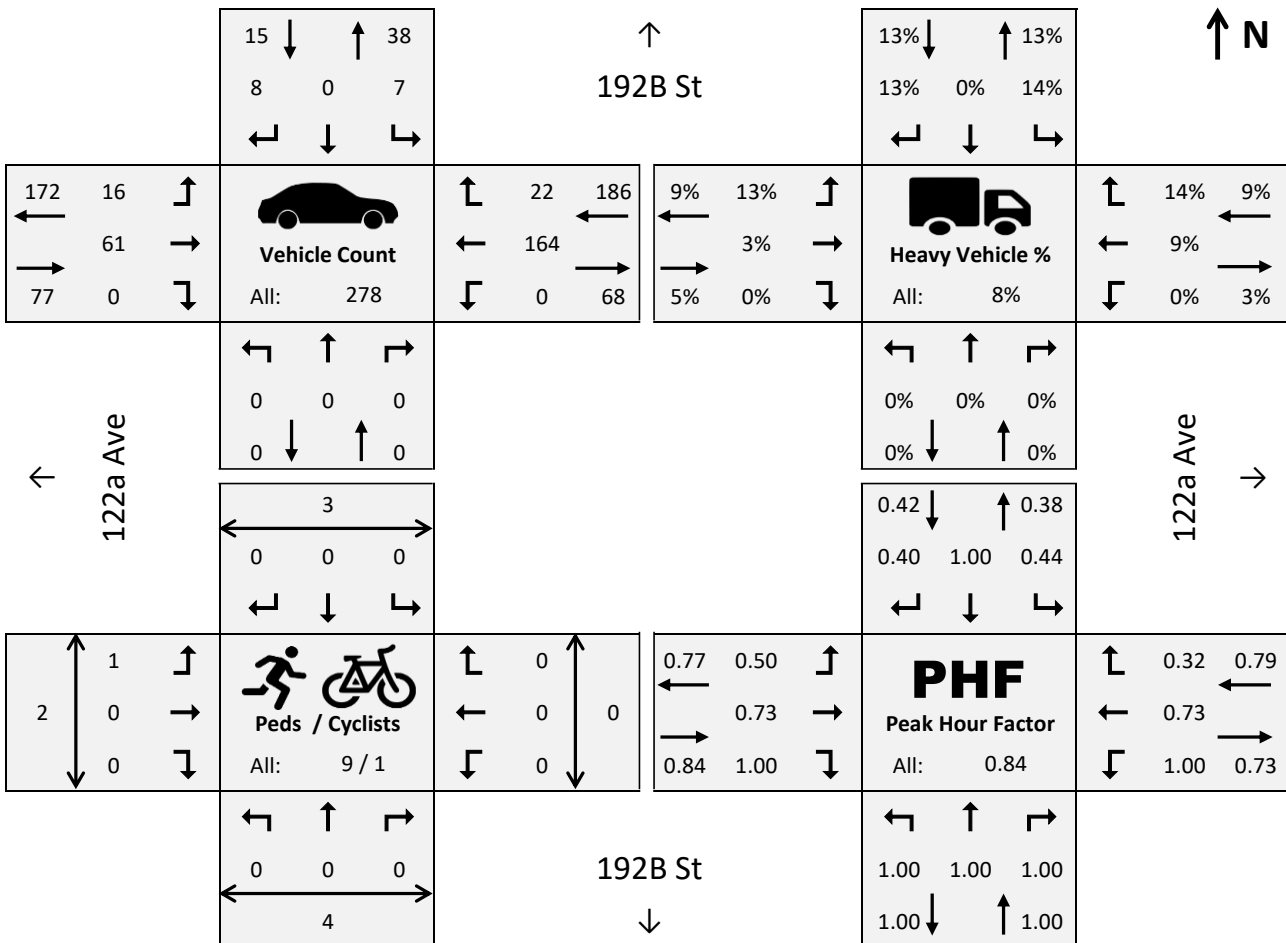 15 38
13% 13%
N
8 0 7
192B St
13% 0% 14%
172 16
22 186
9% 13%
14% 9%
61
Vehicle Count
164
3%
Heavy Vehicle %
9%
77 0
All: 278
0 68
5% 0%
All: 8%
0% 3%
0 0 0
0% 0% 0%
0 0
0% 0%
122a Ave
122a Ave
3
0.42 0.38
0 0 0
0.40 1.00 0.44
1
0
0.77 0.50
PHF
0.32 0.79
2 0
Peds / Cyclists
0 0
0.73
Peak Hour Factor
0.73
0
All: 9 / 1
0
0.84 1.00
All: 0.84
1.00 0.73
0 0 0
192B St
1.00 1.00 1.00
4
1.00 1.00